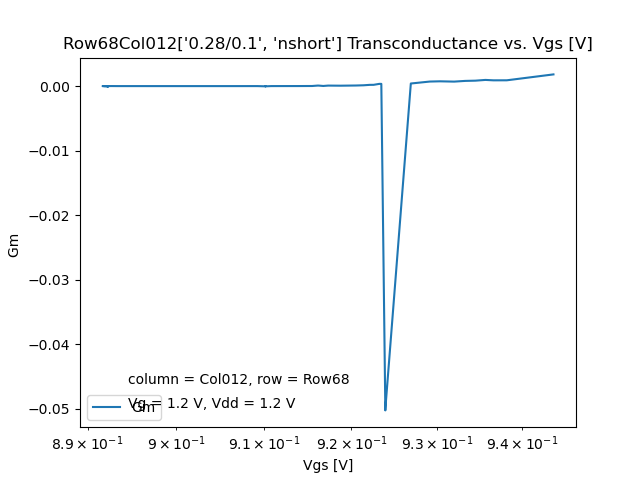 Row68Col012['0.28/0.1', 'nshort'] Transconductance vs. Vgs [V]
0.00
−0.01
−0.02
−0.03
−0.04
−0.05
Gm
column = Col012, row = Row68
Vg = 1.2 V, Vdd = 1.2 V
Gm
8.9 × 10⁻¹ 9 × 10⁻¹ 9.1 × 10⁻¹ 9.2 × 10⁻¹ 9.3 × 10⁻¹ 9.4 × 10⁻¹
Vgs [V]